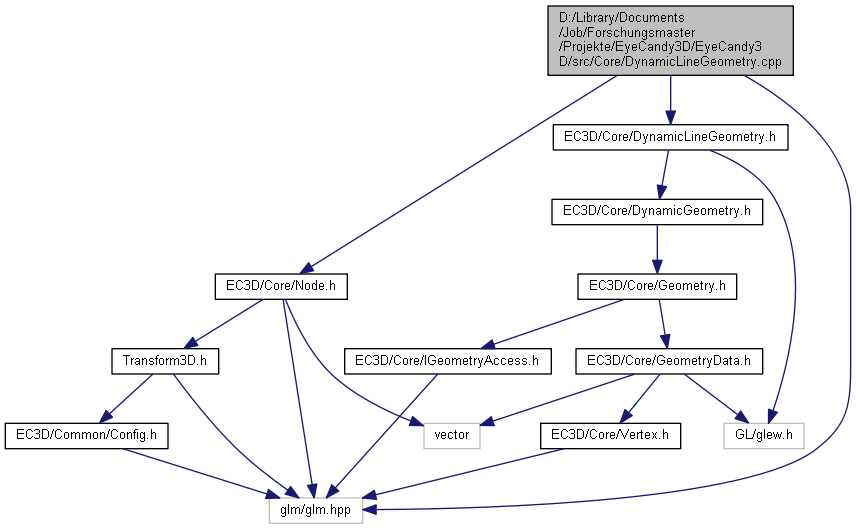 D:/Library/Documents
/Job/Forschungsmaster
/Projekte/EyeCandy3D/EyeCandy3
D/src/Core/DynamicLineGeometry.cpp
EC3D/Core/DynamicLineGeometry.h
EC3D/Core/DynamicGeometry.h
EC3D/Core/Node.h
EC3D/Core/Geometry.h
Transform3D.h
EC3D/Core/IGeometryAccess.h
EC3D/Core/GeometryData.h
EC3D/Common/Config.h
vector
EC3D/Core/Vertex.h
GL/glew.h
glm/glm.hpp